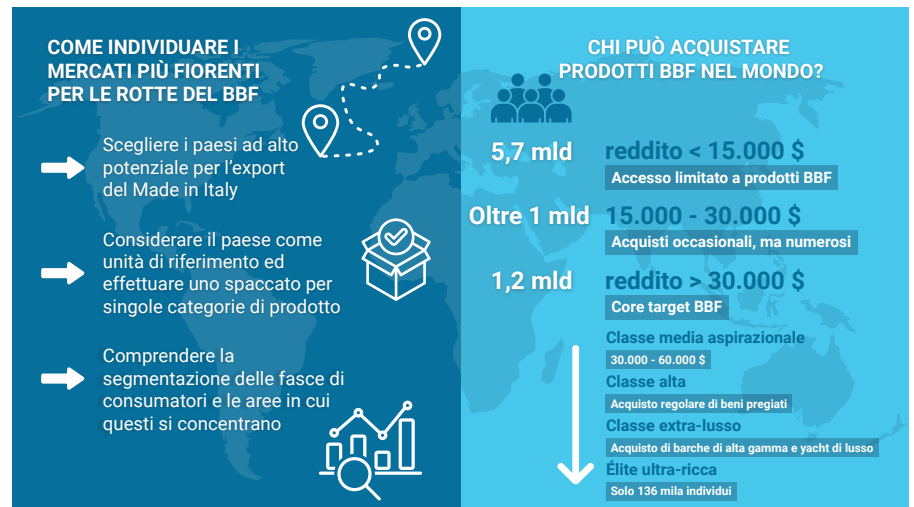 COME INDIVIDUARE I
MERCATI PIÙ FIORENTI
PER LE ROTTE DEL BBF
Scegliere i paesi ad alto
potenziale per l'export
del Made in Italy
Considerare il paese come
unità di riferimento ed
effettuare uno spaccato per
singole categorie di prodotto
Comprendere la
segmentazione delle fasce di
consumatori e le aree in cui
questi si concentrano
CHI PUÒ ACQUISTARE
PRODOTTI BBF NEL MONDO?
5,7 mld reddito < 15.000 $
Accesso limitato a prodotti BBF
Oltre 1 mld 15.000 - 30.000 $
Acquisti occasionali, ma numerosi
1,2 mld reddito > 30.000 $
Core target BBF
Classe media aspirazionale
30.000 - 60.000 $
Classe alta
Acquisto regolare di beni pregiati
Classe extra-lusso
Acquisto di barche di alta gamma e yacht di lusso
Élite ultra-ricca
Solo 136 mila individui